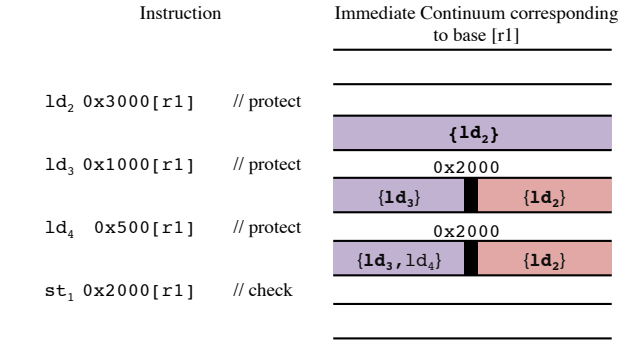 Instruction Immediate Continuum corresponding
to base [r1]
ld₂ 0x3000[r1] // protect
{ld₂}
ld₃ 0x1000[r1] // protect 0x2000
{ld₃} {ld₂}
ld₄ 0x500[r1] // protect 0x2000
{ld₃,ld₄} {ld₂}
st₁ 0x2000[r1] // check